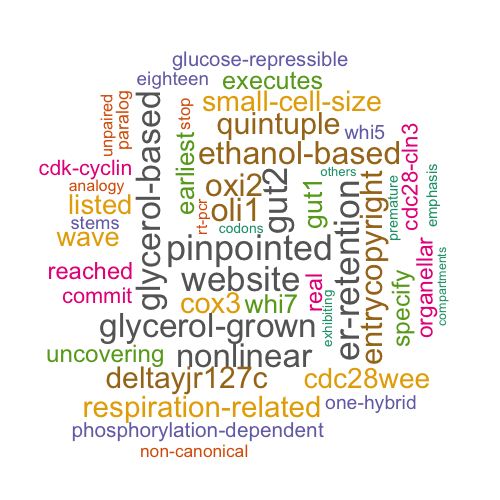 glucose-repressible
eighteen
executes
small-cell-size
unpaired
paralog
glycerol-based
earliest
stop
quintuple
whi5
cdc28-cln3
ethanol-based
cdk-cyclin
analogy
oxi2
gut2
gut1
others
premature
emphasis
listed
stems
wave
oli1
rt-pcr
codons
er-retention
entrycopyright
pinpointed
organellar
compartments
reached
commit
website
real
specify
cox3
whi7
exhibiting
glycerol-grown
uncovering
nonlinear
deltayjr127c
cdc28wee
respiration-related
one-hybrid
phosphorylation-dependent
non-canonical